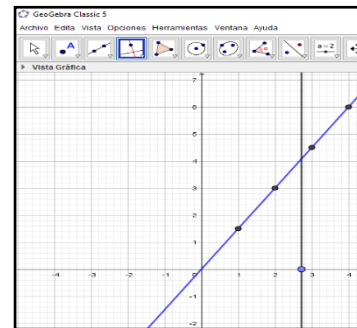 GeoGebra Classic 5
Archivo Edita Vista Opciones Herramientas Ventana Ayuda
A a=2
Vista Gráfica
7
6
5
4
3
2
1
-4 -3 -2 -1 0 1 2 3 4
-1
-2